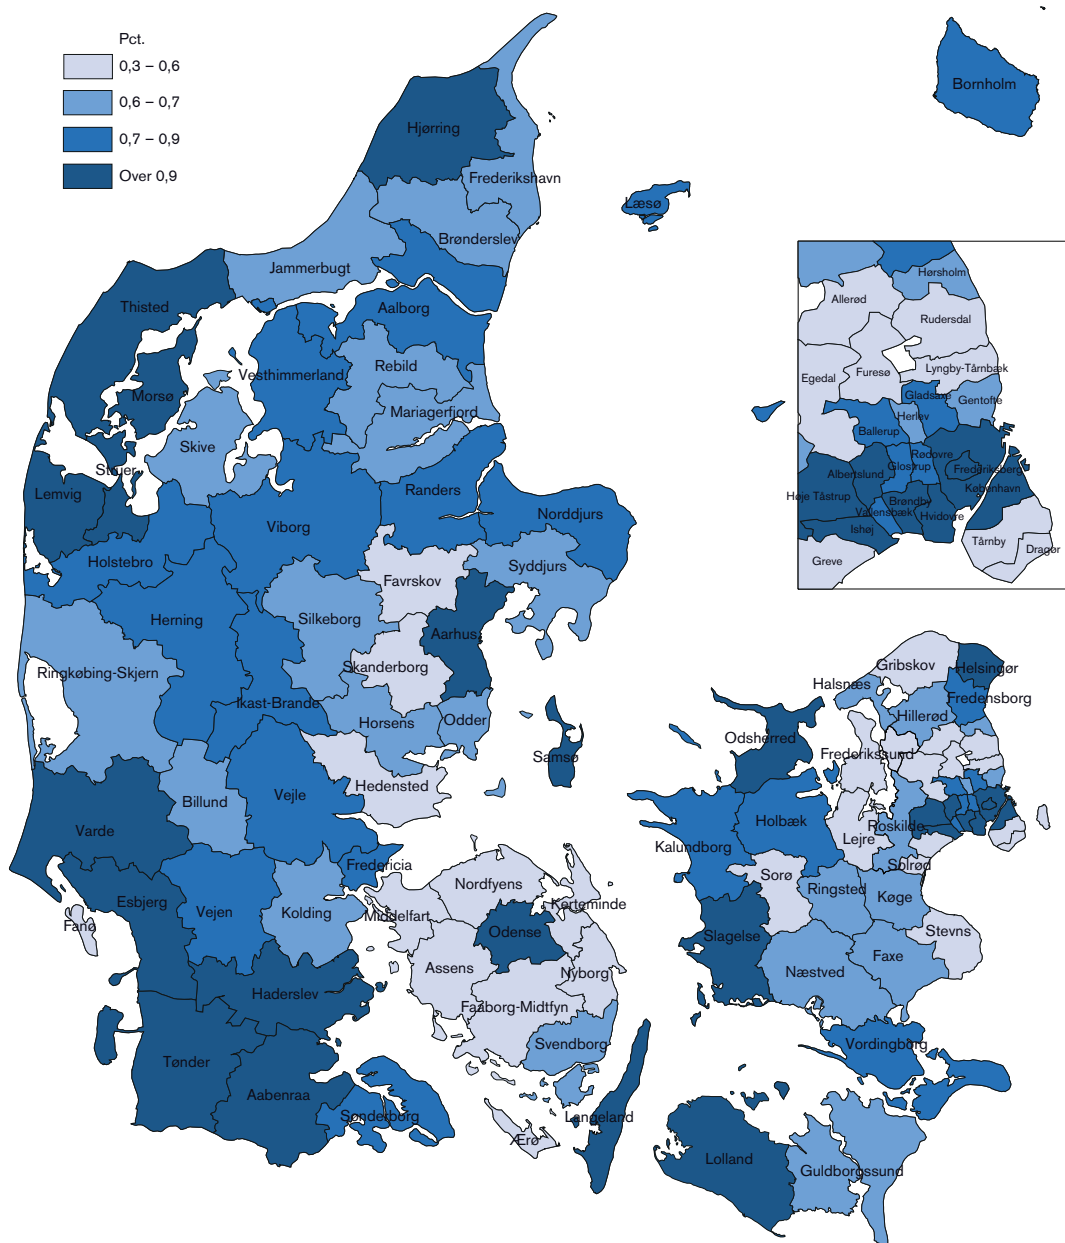 Pct.
0,3 – 0,6
0,6 – 0,7
0,7 – 0,9
Over 0,9
Bornholm
Hjørring
Frederikshavn
Læsø
Brønderslev
Jammerbugt
Thisted
Aalborg
Rebild
Vesthimmerland
Morsø
Mariagerfjord
Skive
Struer
Lemvig
Randers
Norddjurs
Viborg
Holstebro
Syddjurs
Favrskov
Herning
Silkeborg
Aarhus
Skanderborg
Ringkøbing-Skjern
Ikast-Brande
Horsens
Odder
Samsø
Hedensted
Billund
Vejle
Varde
Fredericia
Esbjerg
Vejen
Kolding
Fanø
Nordfyens
Middelfart
Kerteminde
Odense
Assens
Nyborg
Haderslev
Faaborg-Midtfyn
Svendborg
Tønder
Aabenraa
Sønderborg
Langeland
Ærø
Hørsholm
Allerød
Rudersdal
Egedal
Furesø
Lyngby-Tårnbæk
Gladsaxe
Gentofte
Herlev
Ballerup
Rødovre
Albertslund
Glostrup
Frederiksberg
København
Høje Tåstrup
Brøndby
Vallensbæk
Hvidovre
Ishøj
Tårnby
Dragør
Greve
Gribskov
Helsingør
Halsnæs
Fredensborg
Hillerød
Odsherred
Frederikssund
Holbæk
Roskilde
Kalundborg
Lejre
Solrød
Sorø
Ringsted
Køge
Slagelse
Stevns
Næstved
Faxe
Vordingborg
Lolland
Guldborgssund